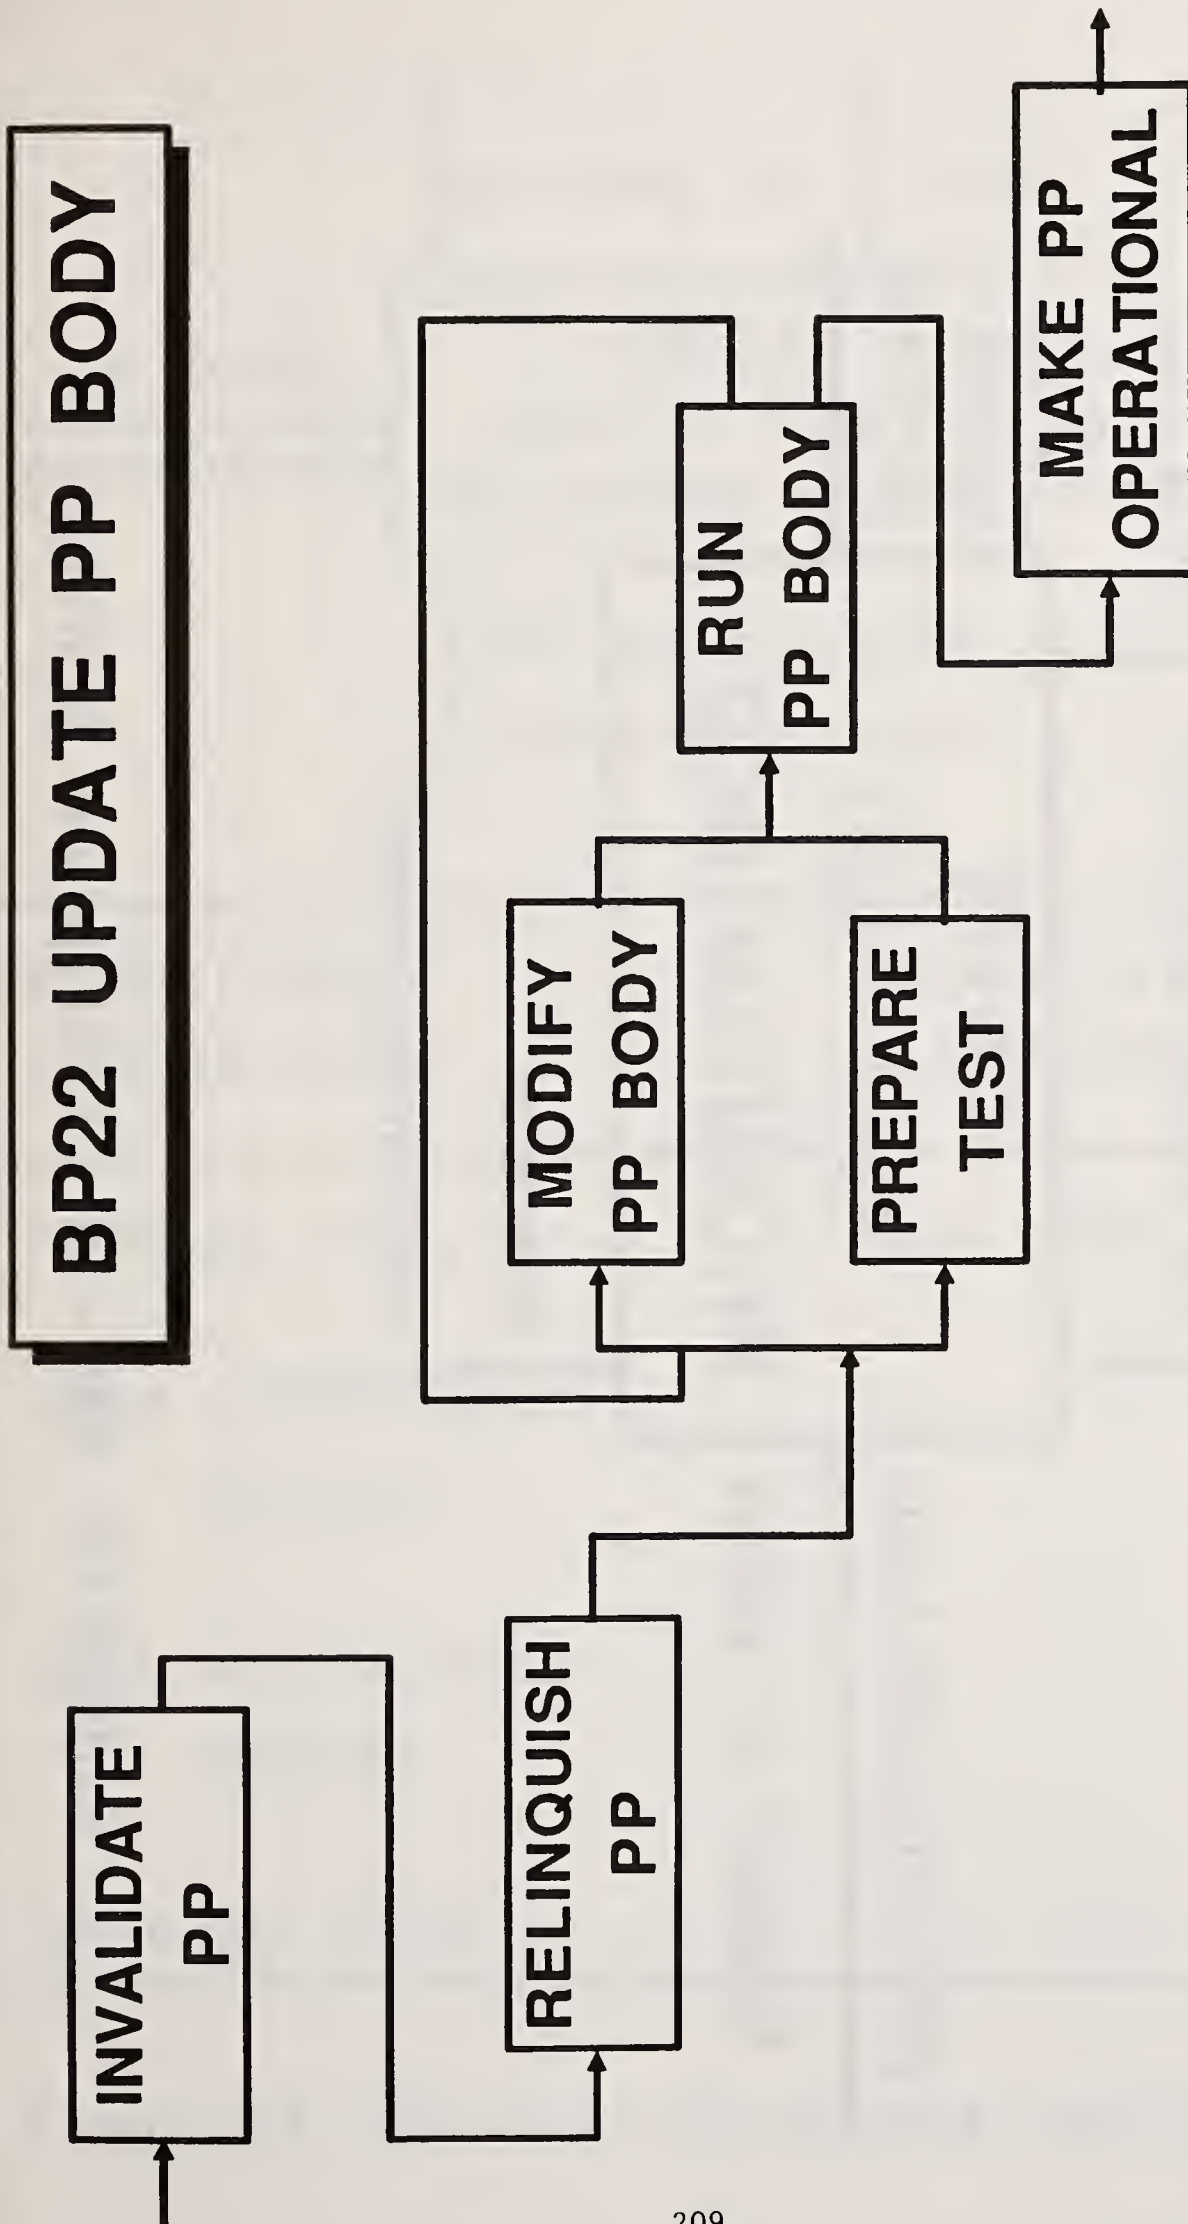 BP22 UPDATE PP BODY
INVALIDATE
PP
RELINQUISH
PP
MODIFY
PP BODY
PREPARE
TEST
RUN
PP BODY
MAKE PP
OPERATIONAL
209